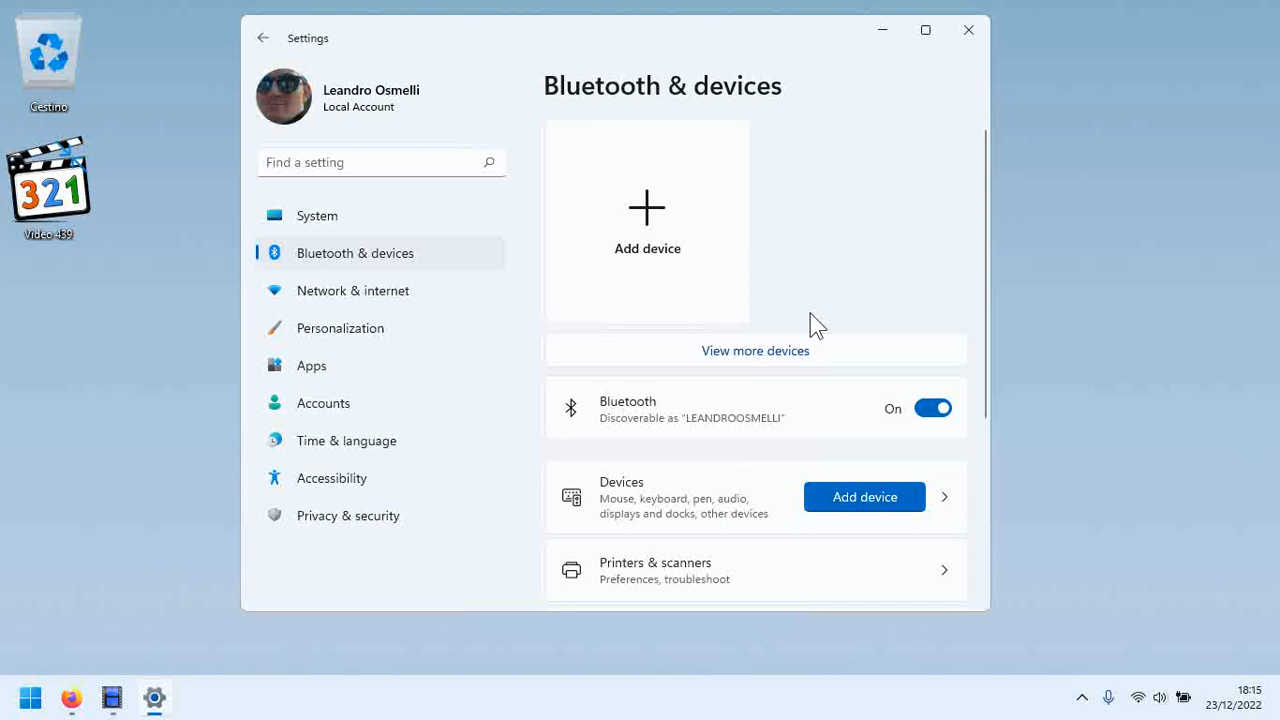 Cestino
321
Video 439
Settings
Leandro Osmelli
Local Account
Find a setting
System
Bluetooth & devices
Network & internet
Personalization
Apps
Accounts
Time & language
Accessibility
Privacy & security
Bluetooth & devices
Add device
View more devices
Bluetooth
Discoverable as "LEANDROOSMELLI"
On
Devices
Mouse, keyboard, pen, audio,
displays and docks, other devices
Add device
Printers & scanners
Preferences, troubleshoot
18:15
23/12/2022